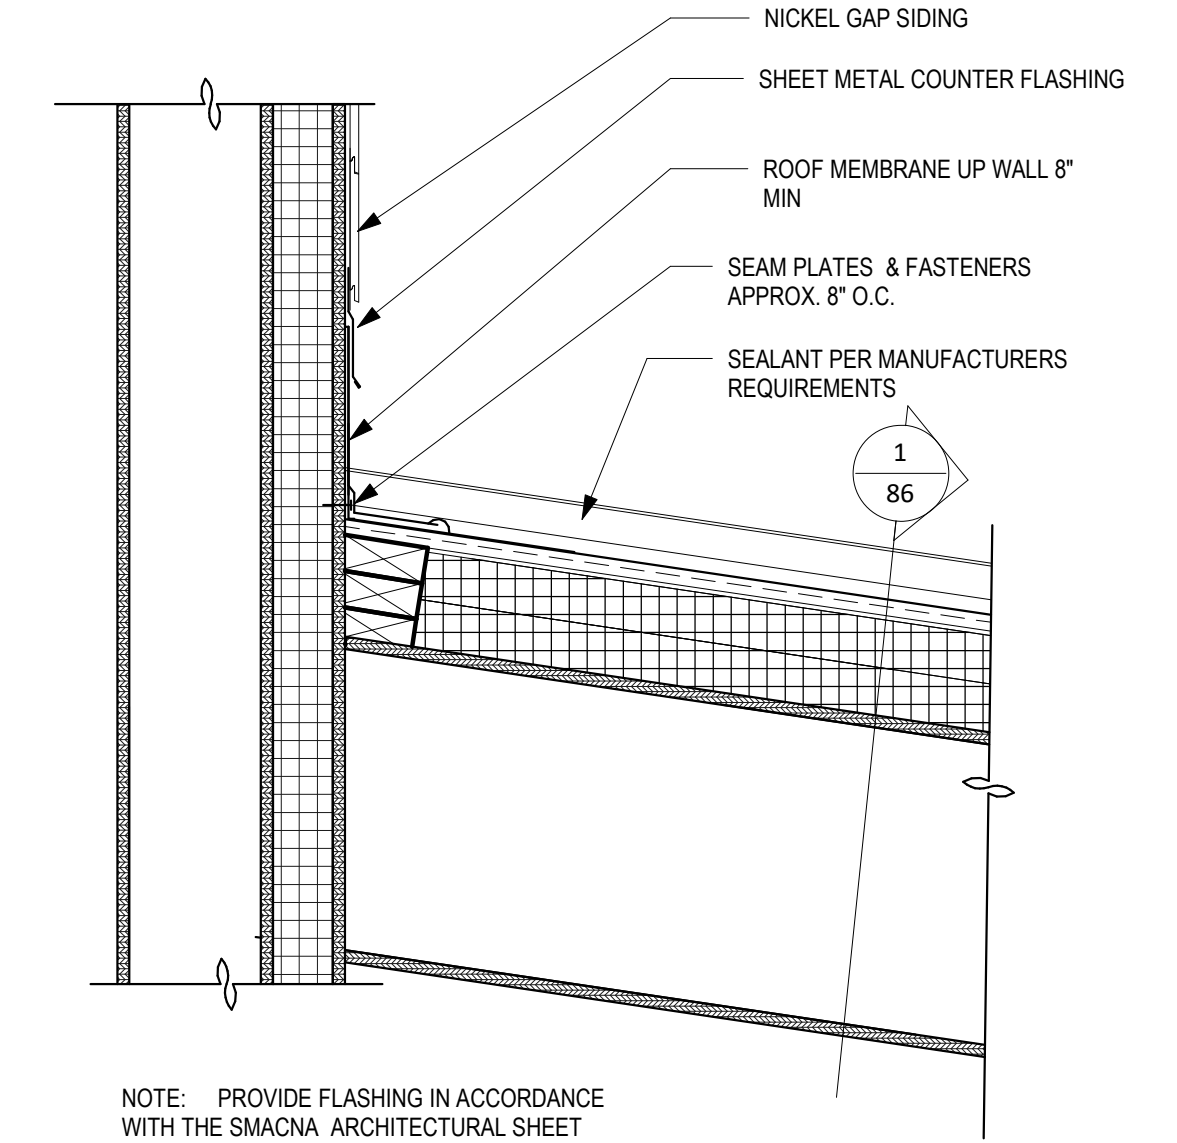 NICKEL GAP SIDING
SHEET METAL COUNTER FLASHING
ROOF MEMBRANE UP WALL 8"
MIN
SEAM PLATES & FASTENERS
APPROX. 8" O.C.
SEALANT PER MANUFACTURERS
REQUIREMENTS
1
86
NOTE: PROVIDE FLASHING IN ACCORDANCE
WITH THE SMACNA ARCHITECTURAL SHEET